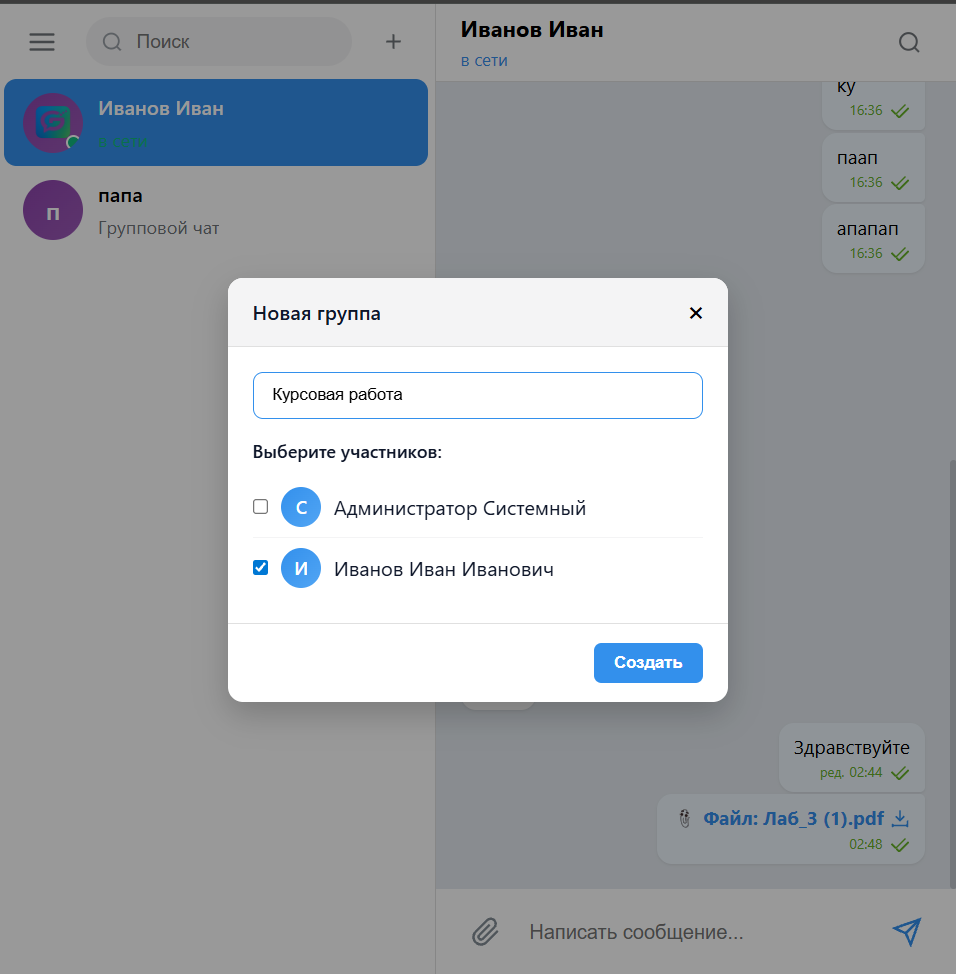 Поиск
Иванов Иван
в сети
п
папа
Групповой чат
Иванов Иван
в сети
ку
16:36
паап
16:36
апапап
16:36
Новая группа
Курсовая работа
Выберите участников:
С Администратор Системный
И Иванов Иван Иванович
Создать
Здравствуйте
ред. 02:44
Файл: Лаб_3 (1).pdf
02:48
Написать сообщение...